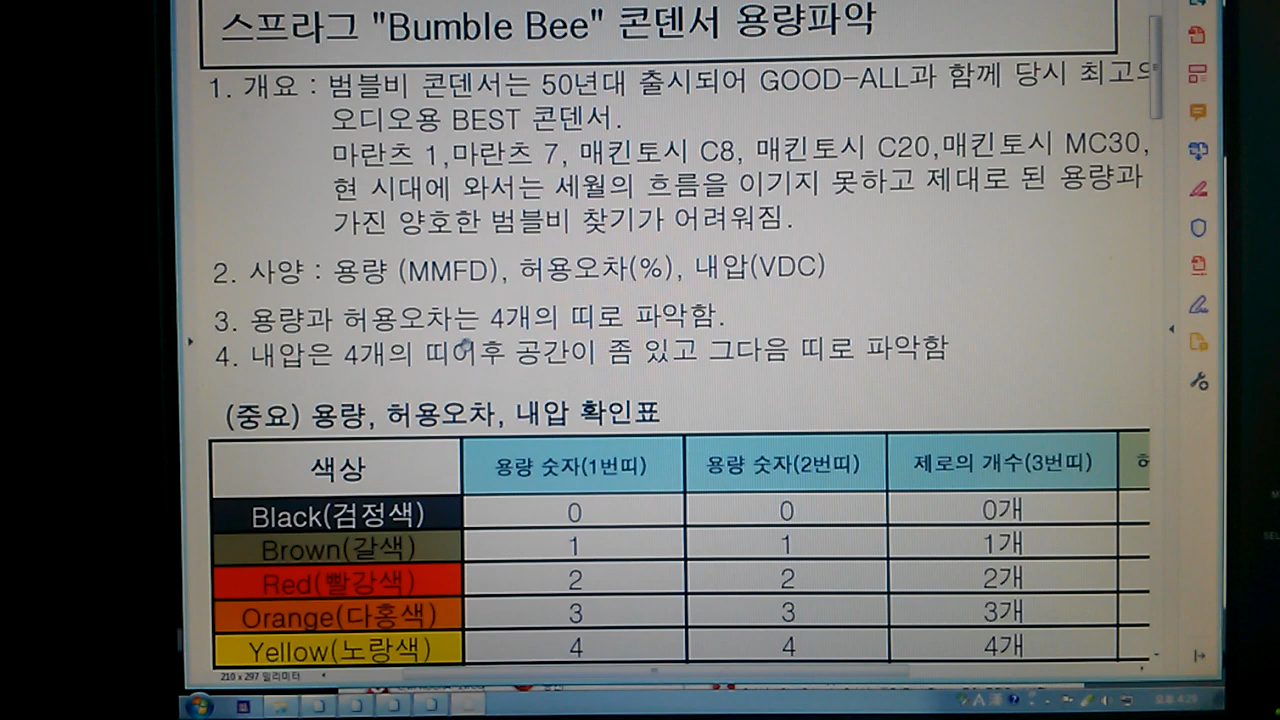 스프라그 "Bumble Bee" 콘덴서 용량파악
1. 개요 : 범블비 콘덴서는 50년대 출시되어 GOOD-ALL과 함께 당시 최고의
오디오용 BEST 콘덴서.
마란츠 1,마란츠 7, 매킨토시 C8, 매킨토시 C20,매킨토시 MC30,
현 시대에 와서는 세월의 흐름을 이기지 못하고 제대로 된 용량과
가진 양호한 범블비 찾기가 어려워짐.
2. 사양 : 용량 (MMFD), 허용오차(%), 내압(VDC)
3. 용량과 허용오차는 4개의 띠로 파악함.
4. 내압은 4개의 띠이후 공간이 좀 있고 그다음 띠로 파악함
(중요) 용량, 허용오차, 내압 확인표
색상 용량 숫자(1번띠) 용량 숫자(2번띠) 제로의 개수(3번띠)
Black(검정색) 0 0 0개
Brown(갈색) 1 1 1개
Red(빨강색) 2 2 2개
Orange(다홍색) 3 3 3개
Yellow(노랑색) 4 4 4개
210 x 297 밀리미터
오후 4:29